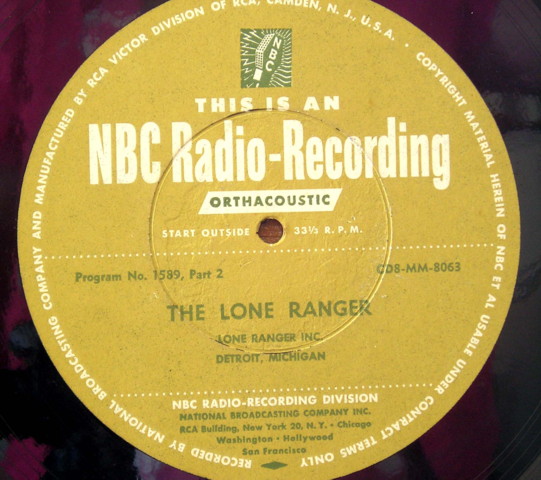 NBC
THIS IS AN
NBC Radio-Recording
ORTHACOUSTIC
START OUTSIDE 33⅓ R.P.M.
Program No. 1589, Part 2 CO8-MM-8063
THE LONE RANGER
LONE RANGER INC.
DETROIT, MICHIGAN
NBC RADIO-RECORDING DIVISION
NATIONAL BROADCASTING COMPANY INC.
RCA Building, New York 20, N. Y. · Chicago
Washington · Hollywood
San Francisco
RECORDED BY NATIONAL BROADCASTING COMPANY AND MANUFACTURED BY RCA VICTOR DIVISION OF RCA, CAMDEN, N. J., U.S.A. · COPYRIGHT MATERIAL HEREIN OF NBC ET AL USABLE UNDER CONTRACT TERMS ONLY